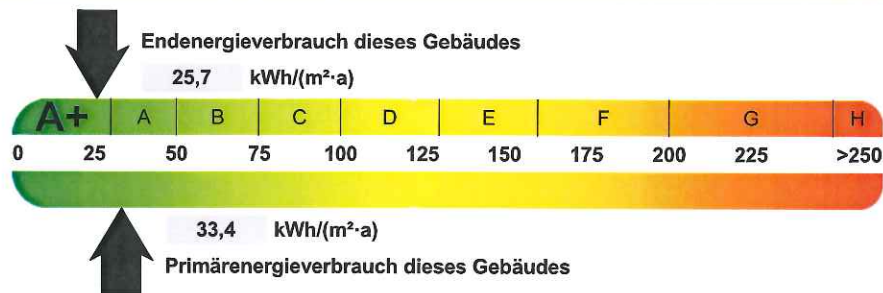 Endenergieverbrauch dieses Gebäudes
25,7 kWh/(m²·a)
A+ A B C D E F G H
0 25 50 75 100 125 150 175 200 225 >250
33,4 kWh/(m²·a)
Primärenergieverbrauch dieses Gebäudes